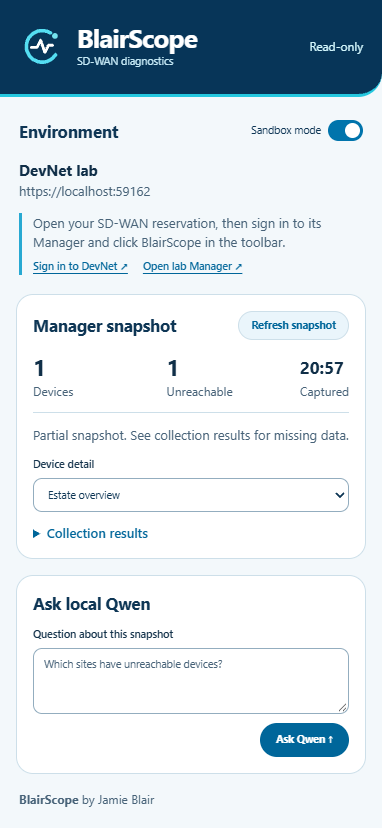 BlairScope
SD-WAN diagnostics
Read-only
Environment
Sandbox mode
DevNet lab
https://localhost:59162
Open your SD-WAN reservation, then sign in to its
Manager and click BlairScope in the toolbar.
Sign in to DevNet ↗ Open lab Manager ↗
Manager snapshot
Refresh snapshot
1 1 20:57
Devices Unreachable Captured
Partial snapshot. See collection results for missing data.
Device detail
Estate overview
Collection results
Ask local Qwen
Question about this snapshot
Which sites have unreachable devices?
Ask Qwen ↑
BlairScope by Jamie Blair